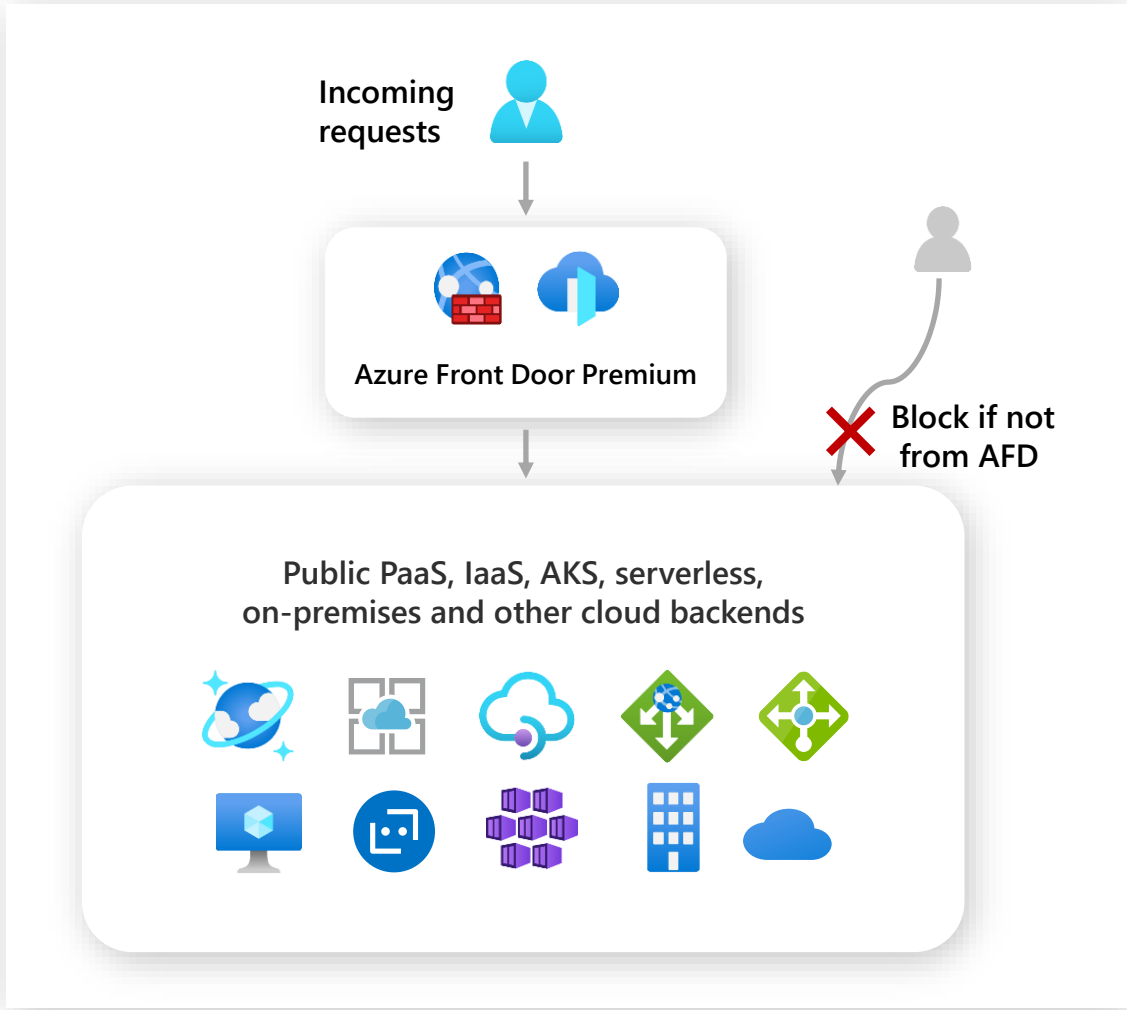 Incoming
requests
Azure Front Door Premium
Block if not
from AFD
Public PaaS, IaaS, AKS, serverless,
on-premises and other cloud backends